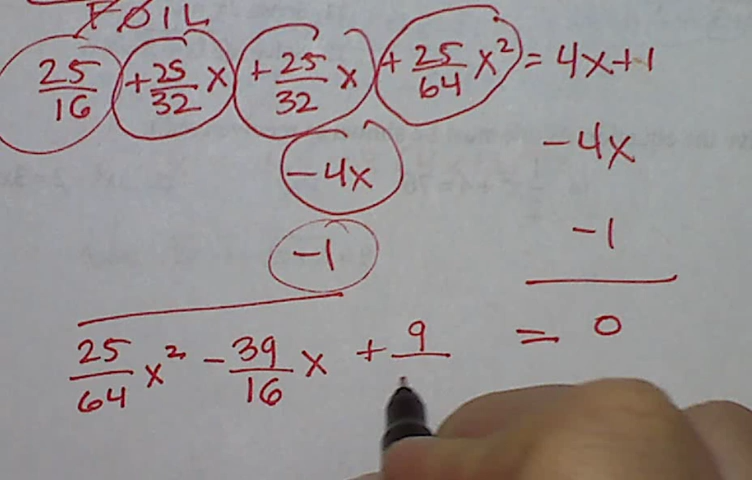 FOIL
25/16 + 25/32 x + 25/32 x + 25/64 x² = 4x+1
-4x -4x
-1 -1
25/64 x² - 39/16 x + 9/ = 0